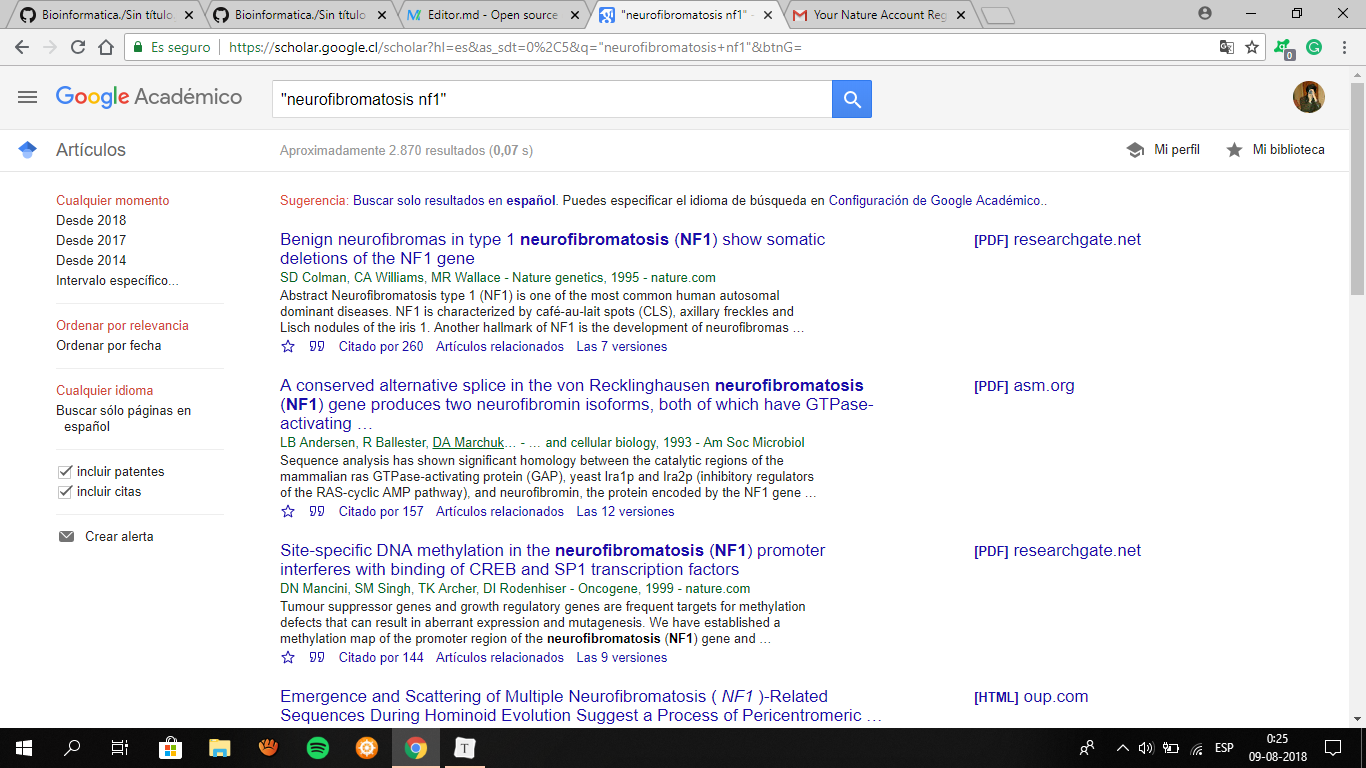 Bioinformatica./Sin título
Bioinformatica./Sin título
Editor.md - Open source
"neurofibromatosis nf1" -
Your Nature Account Reg
Es seguro
https://scholar.google.cl/scholar?hl=es&as_sdt=0%2C5&q="neurofibromatosis+nf1"&btnG=
0
Google Académico
"neurofibromatosis nf1"
Artículos
Aproximadamente 2.870 resultados (0,07 s)
Mi perfil
Mi biblioteca
Cualquier momento
Desde 2018
Desde 2017
Desde 2014
Intervalo específico...
Ordenar por relevancia
Ordenar por fecha
Cualquier idioma
Buscar sólo páginas en
español
incluir patentes
incluir citas
Crear alerta
Sugerencia: Buscar solo resultados en español. Puedes especificar el idioma de búsqueda en Configuración de Google Académico..
Benign neurofibromas in type 1 neurofibromatosis (NF1) show somatic
deletions of the NF1 gene
SD Colman, CA Williams, MR Wallace - Nature genetics, 1995 - nature.com
Abstract Neurofibromatosis type 1 (NF1) is one of the most common human autosomal
dominant diseases. NF1 is characterized by café-au-lait spots (CLS), axillary freckles and
Lisch nodules of the iris 1. Another hallmark of NF1 is the development of neurofibromas …
Citado por 260 Artículos relacionados Las 7 versiones
[PDF] researchgate.net
A conserved alternative splice in the von Recklinghausen neurofibromatosis
(NF1) gene produces two neurofibromin isoforms, both of which have GTPase-
activating …
LB Andersen, R Ballester, DA Marchuk… - … and cellular biology, 1993 - Am Soc Microbiol
Sequence analysis has shown significant homology between the catalytic regions of the
mammalian ras GTPase-activating protein (GAP), yeast Ira1p and Ira2p (inhibitory regulators
of the RAS-cyclic AMP pathway), and neurofibromin, the protein encoded by the NF1 gene …
Citado por 157 Artículos relacionados Las 12 versiones
[PDF] asm.org
Site-specific DNA methylation in the neurofibromatosis (NF1) promoter
interferes with binding of CREB and SP1 transcription factors
DN Mancini, SM Singh, TK Archer, DI Rodenhiser - Oncogene, 1999 - nature.com
Tumour suppressor genes and growth regulatory genes are frequent targets for methylation
defects that can result in aberrant expression and mutagenesis. We have established a
methylation map of the promoter region of the neurofibromatosis (NF1) gene and …
Citado por 144 Artículos relacionados Las 9 versiones
[PDF] researchgate.net
Emergence and Scattering of Multiple Neurofibromatosis ( NF1 )-Related
Sequences During Hominoid Evolution Suggest a Process of Pericentromeric …
[HTML] oup.com
T
ESP
0:25
09-08-2018